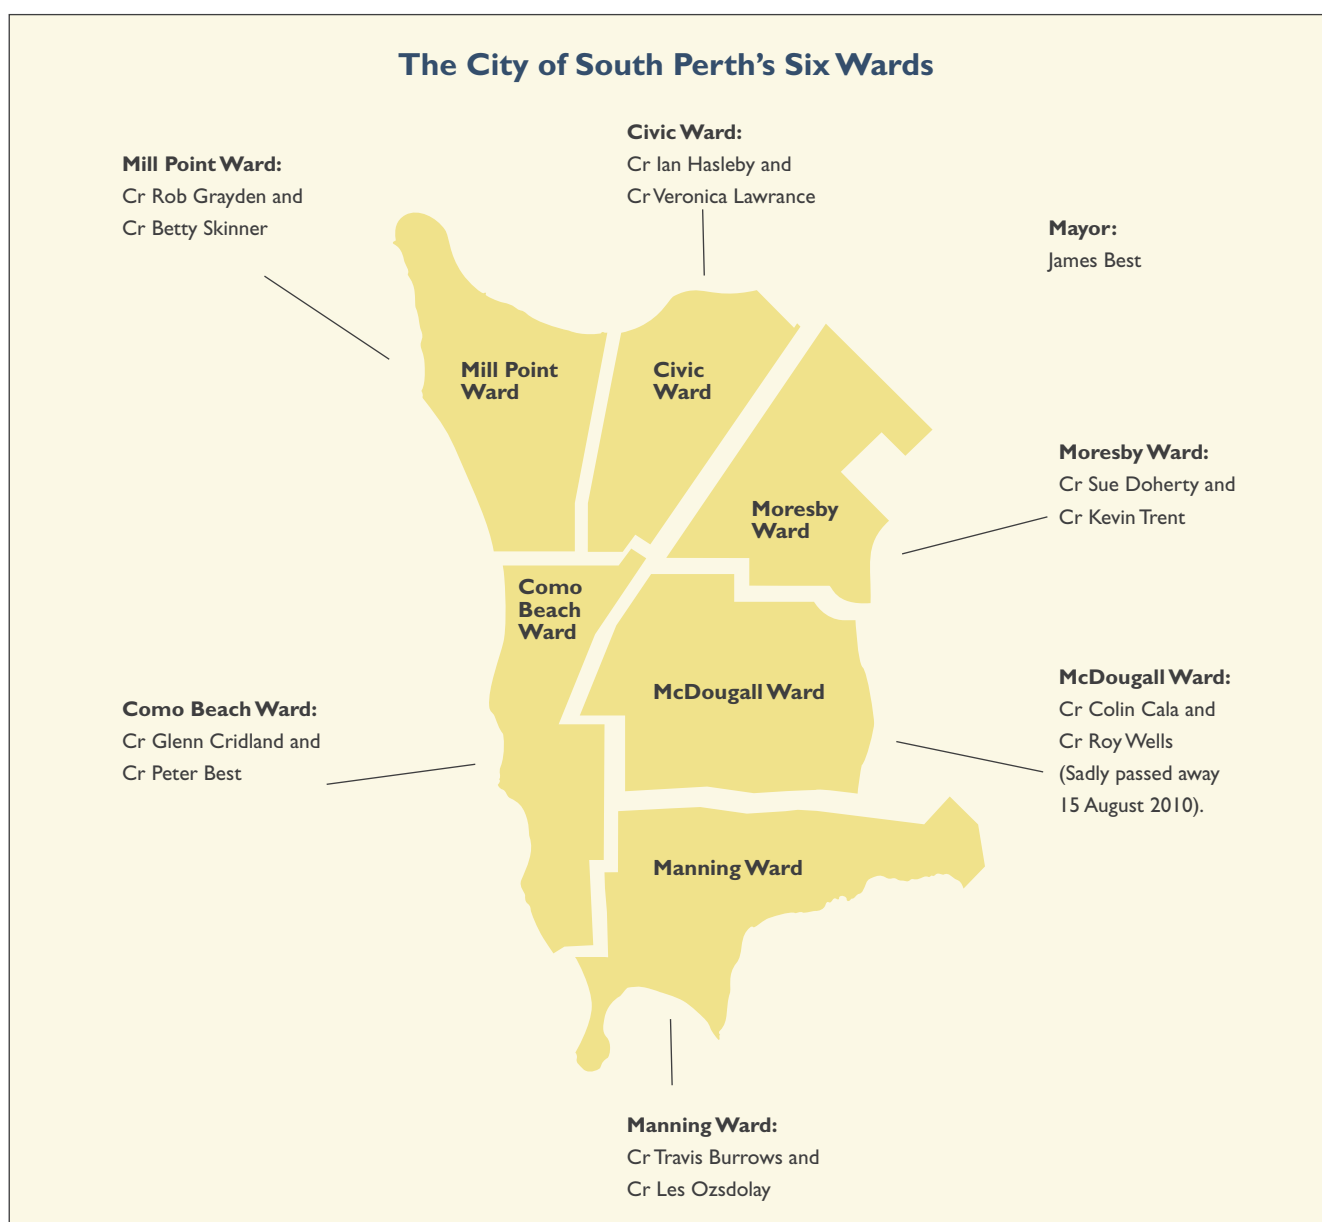 The City of South Perth's Six Wards
Civic Ward:
Cr Ian Hasleby and
Cr Veronica Lawrance
Mill Point Ward:
Cr Rob Grayden and
Cr Betty Skinner
Mayor:
James Best
Mill Point
Ward
Civic
Ward
Moresby Ward:
Cr Sue Doherty and
Cr Kevin Trent
Moresby
Ward
Como
Beach
Ward
McDougall Ward
McDougall Ward:
Cr Colin Cala and
Cr Roy Wells
(Sadly passed away
15 August 2010).
Como Beach Ward:
Cr Glenn Cridland and
Cr Peter Best
Manning Ward
Manning Ward:
Cr Travis Burrows and
Cr Les Ozsdolay